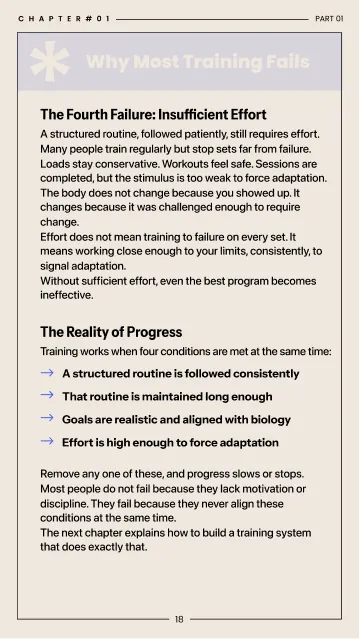 CHAPTER#01
PART 01
Why Most Training Fails
The Fourth Failure: Insufficient Effort
A structured routine, followed patiently, still requires effort.
Many people train regularly but stop sets far from failure.
Loads stay conservative. Workouts feel safe. Sessions are
completed, but the stimulus is too weak to force adaptation.
The body does not change because you showed up. It
changes because it was challenged enough to require
change.
Effort does not mean training to failure on every set. It
means working close enough to your limits, consistently, to
signal adaptation.
Without sufficient effort, even the best program becomes
ineffective.
The Reality of Progress
Training works when four conditions are met at the same time:
→ A structured routine is followed consistently
→ That routine is maintained long enough
→ Goals are realistic and aligned with biology
→ Effort is high enough to force adaptation
Remove any one of these, and progress slows or stops.
Most people do not fail because they lack motivation or
discipline. They fail because they never align these
conditions at the same time.
The next chapter explains how to build a training system
that does exactly that.
18